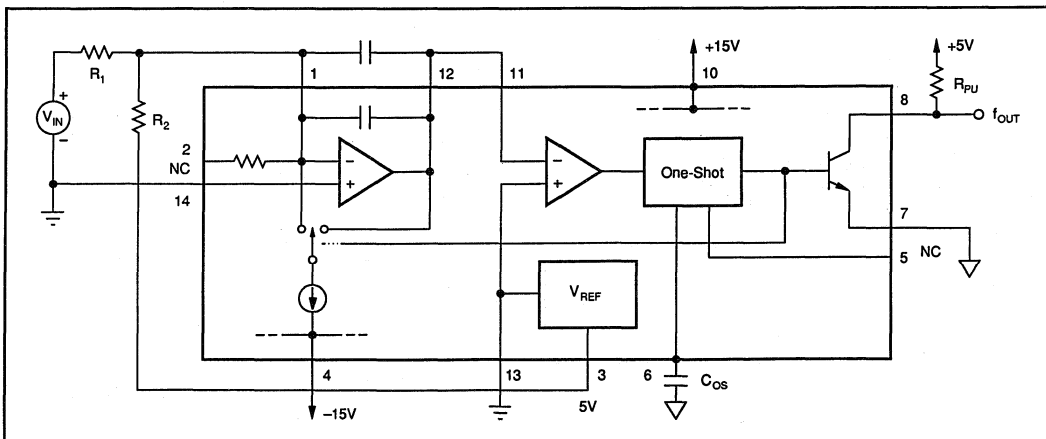 +15V
+5V
R1
1
12
11
10
RPU
8
fOUT
+
VIN
–
R2
2
NC
–
+
–
+
One-Shot
14
7
5
NC
VREF
4
13
3
6
COS
–15V
5V